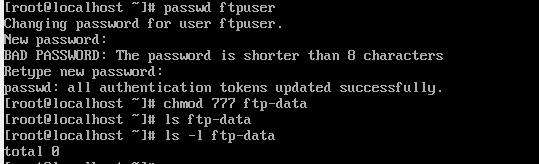 [root@localhost ~]# passwd ftpuser
Changing password for user ftpuser.
New password:
BAD PASSWORD: The password is shorter than 8 characters
Retype new password:
passwd: all authentication tokens updated successfully.
[root@localhost ~]# chmod 777 ftp-data
[root@localhost ~]# ls ftp-data
[root@localhost ~]# ls -l ftp-data
total 0